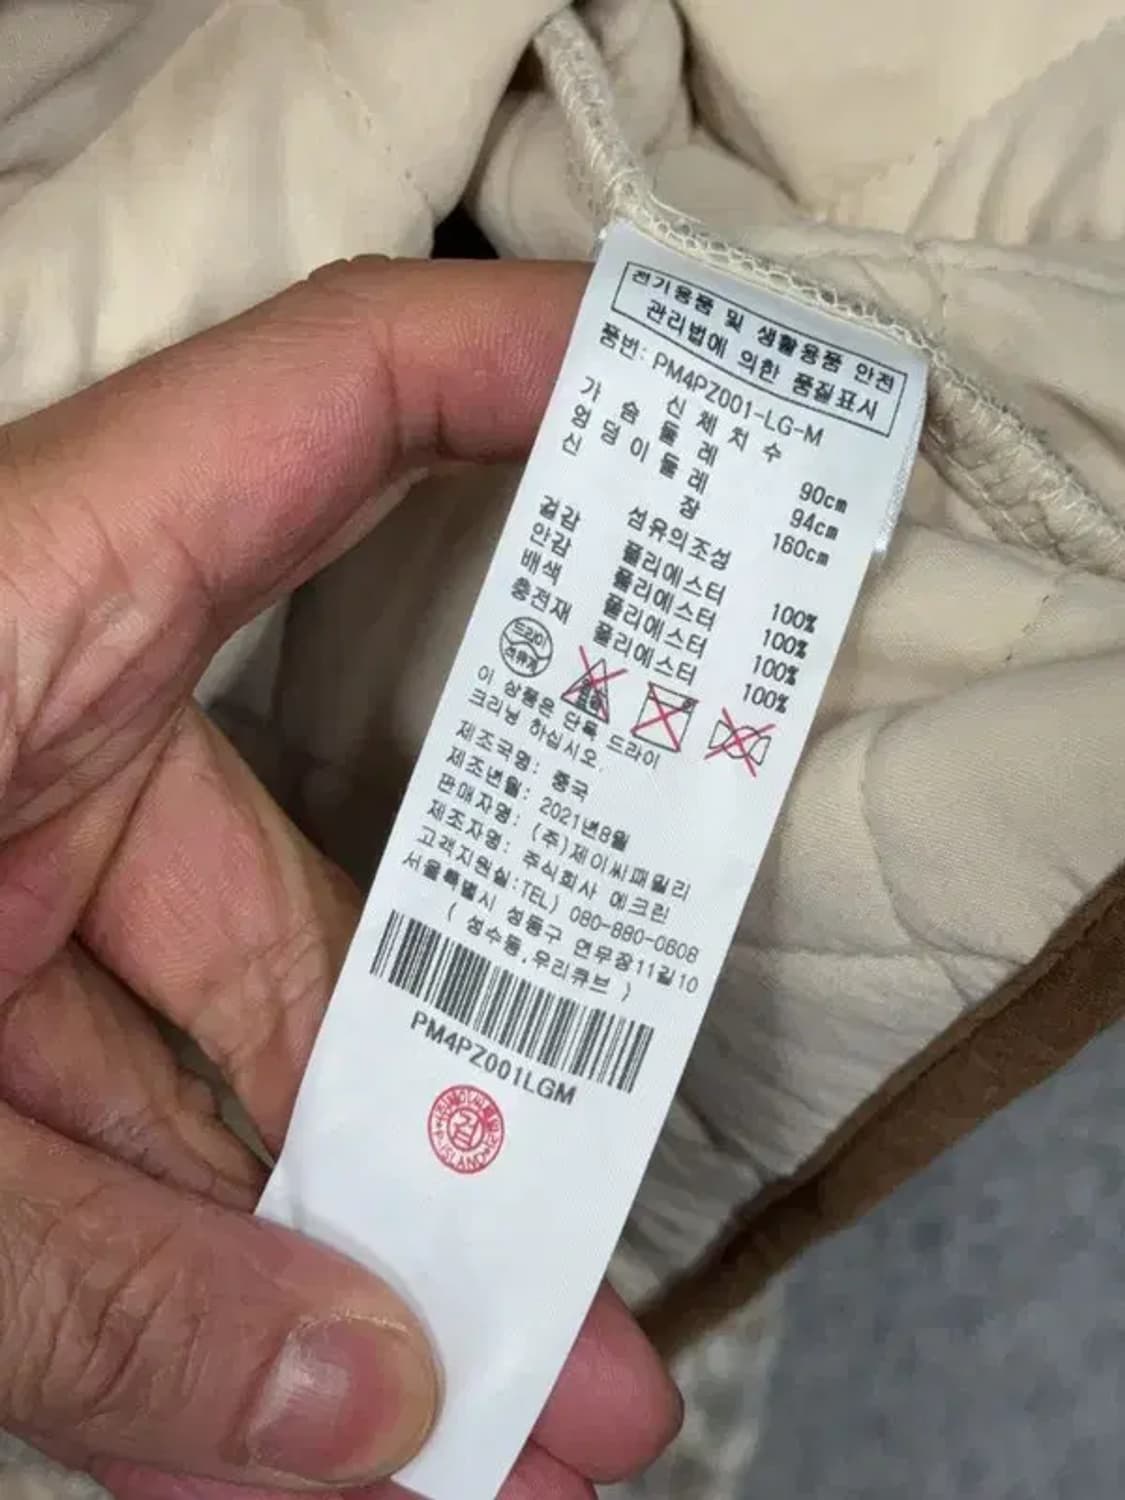 전기용품 및 생활용품 안전
관리법에 의한 품질표시
품번: PM4PZ001-LG-M
신체치수
가슴둘레 90cm
엉덩이둘레 94cm
신장 160cm
섬유의조성
겉감 폴리에스터 100%
안감 폴리에스터 100%
배색 폴리에스터 100%
충전재 폴리에스터 100%
드라이
석유계
이 상품은 단독 드라이
크리닝 하십시오.
제조국명: 중국
제조년월: 2021년8월
판매자명: (주)제이씨패밀리
제조자명: 주식회사 에크린
고객지원실:TEL) 080-880-0608
서울특별시 성동구 연무장11길10
( 성수동,우리큐브 )
PM4PZ001LGM
검